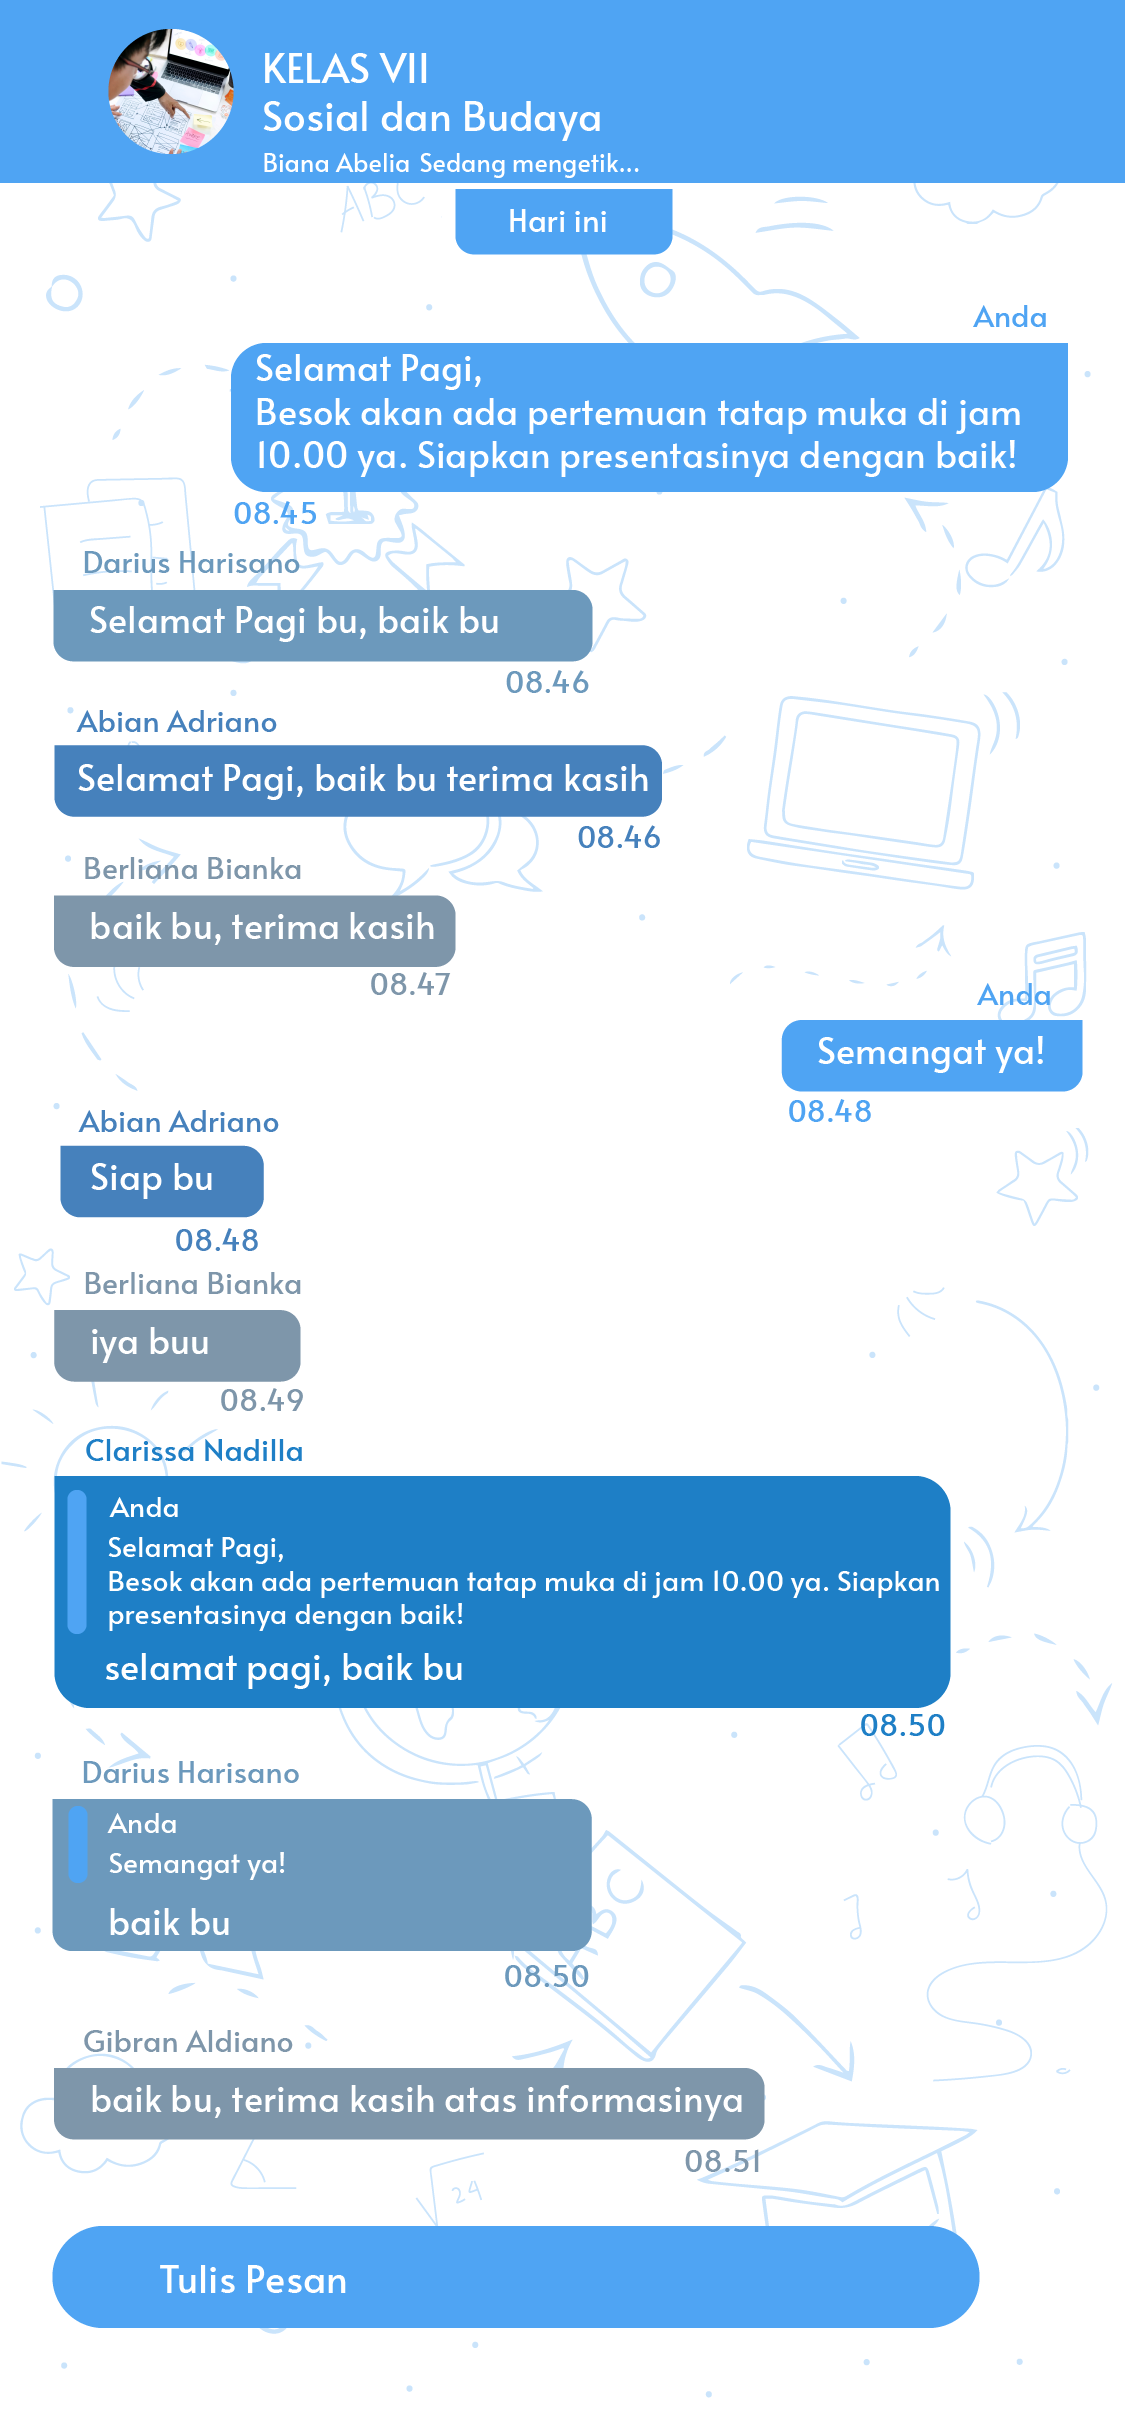 KELAS VII
Sosial dan Budaya
Biana Abelia Sedang mengetik...
ABC
Hari ini
Anda
Selamat Pagi,
Besok akan ada pertemuan tatap muka di jam
10.00 ya. Siapkan presentasinya dengan baik!
08.45
Darius Harisano
Selamat Pagi bu, baik bu
08.46
Abian Adriano
Selamat Pagi, baik bu terima kasih
08.46
Berliana Bianka
baik bu, terima kasih
08.47
Anda
Semangat ya!
08.48
Abian Adriano
Siap bu
08.48
Berliana Bianka
iya buu
08.49
Clarissa Nadilla
Anda
Selamat Pagi,
Besok akan ada pertemuan tatap muka di jam 10.00 ya. Siapkan
presentasinya dengan baik!
selamat pagi, baik bu
08.50
Darius Harisano
Anda
Semangat ya!
baik bu
ABC
08.50
Gibran Aldiano
baik bu, terima kasih atas informasinya
08.51
√24
Tulis Pesan